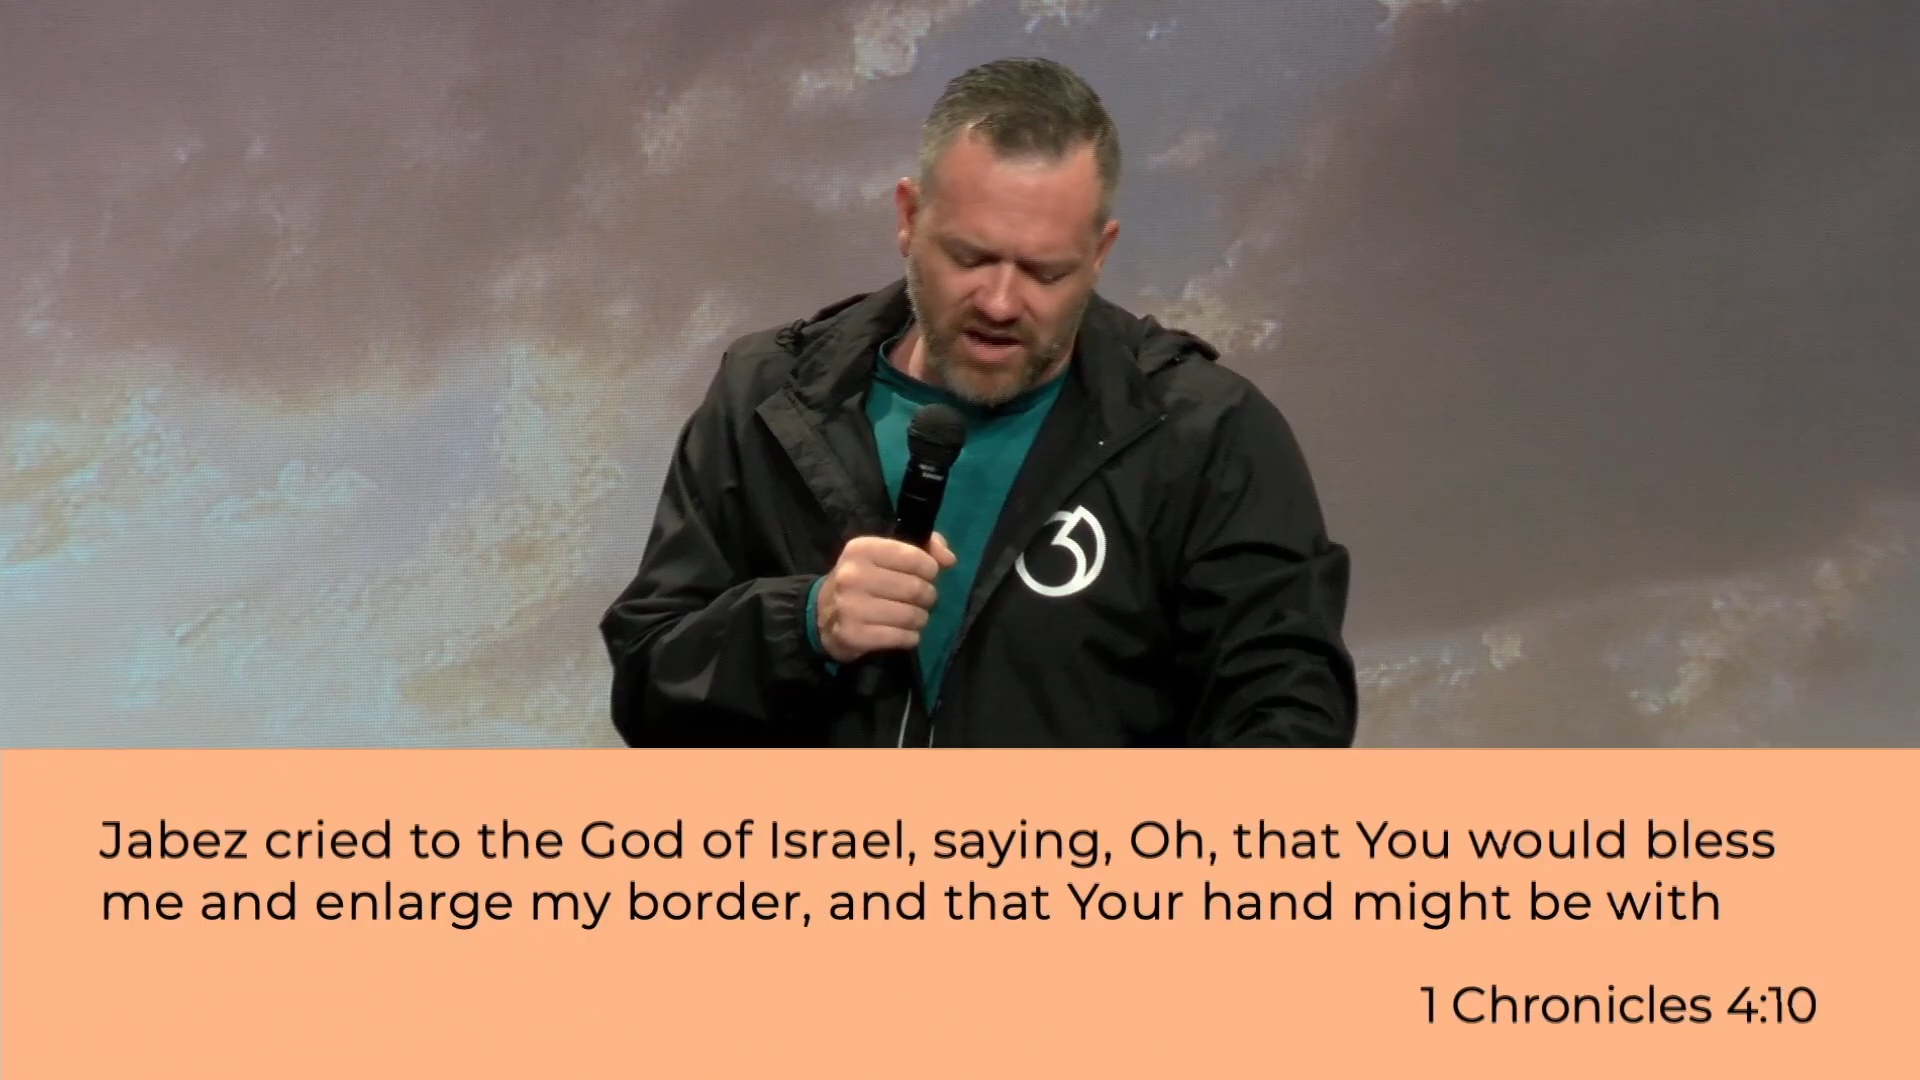 Jabez cried to the God of Israel, saying, Oh, that You would bless
me and enlarge my border, and that Your hand might be with
1 Chronicles 4:10